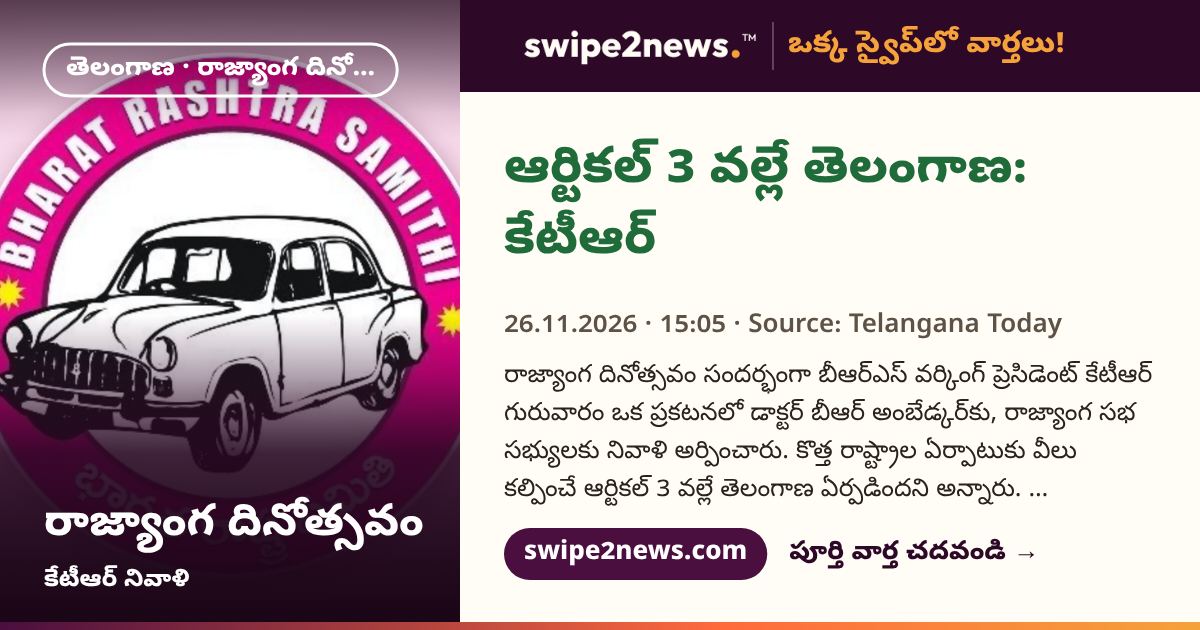 తెలంగాణ · రాజ్యాంగ దినో...
BHARAT RASHTRA SAMITHI
రాజ్యాంగ దినోత్సవం
కేటీఆర్ నివాళి
swipe2news.™ ఒక్క స్వైప్‌లో వార్తలు!
ఆర్టికల్ 3 వల్లే తెలంగాణ:
కేటీఆర్
26.11.2026 · 15:05 · Source: Telangana Today
రాజ్యాంగ దినోత్సవం సందర్భంగా బీఆర్ఎస్ వర్కింగ్ ప్రెసిడెంట్ కేటీఆర్
గురువారం ఒక ప్రకటనలో డాక్టర్ బీఆర్ అంబేడ్కర్‌కు, రాజ్యాంగ సభ
సభ్యులకు నివాళి అర్పించారు. కొత్త రాష్ట్రాల ఏర్పాటుకు వీలు
కల్పించే ఆర్టికల్ 3 వల్లే తెలంగాణ ఏర్పడిందని అన్నారు. ...
swipe2news.com పూర్తి వార్త చదవండి →